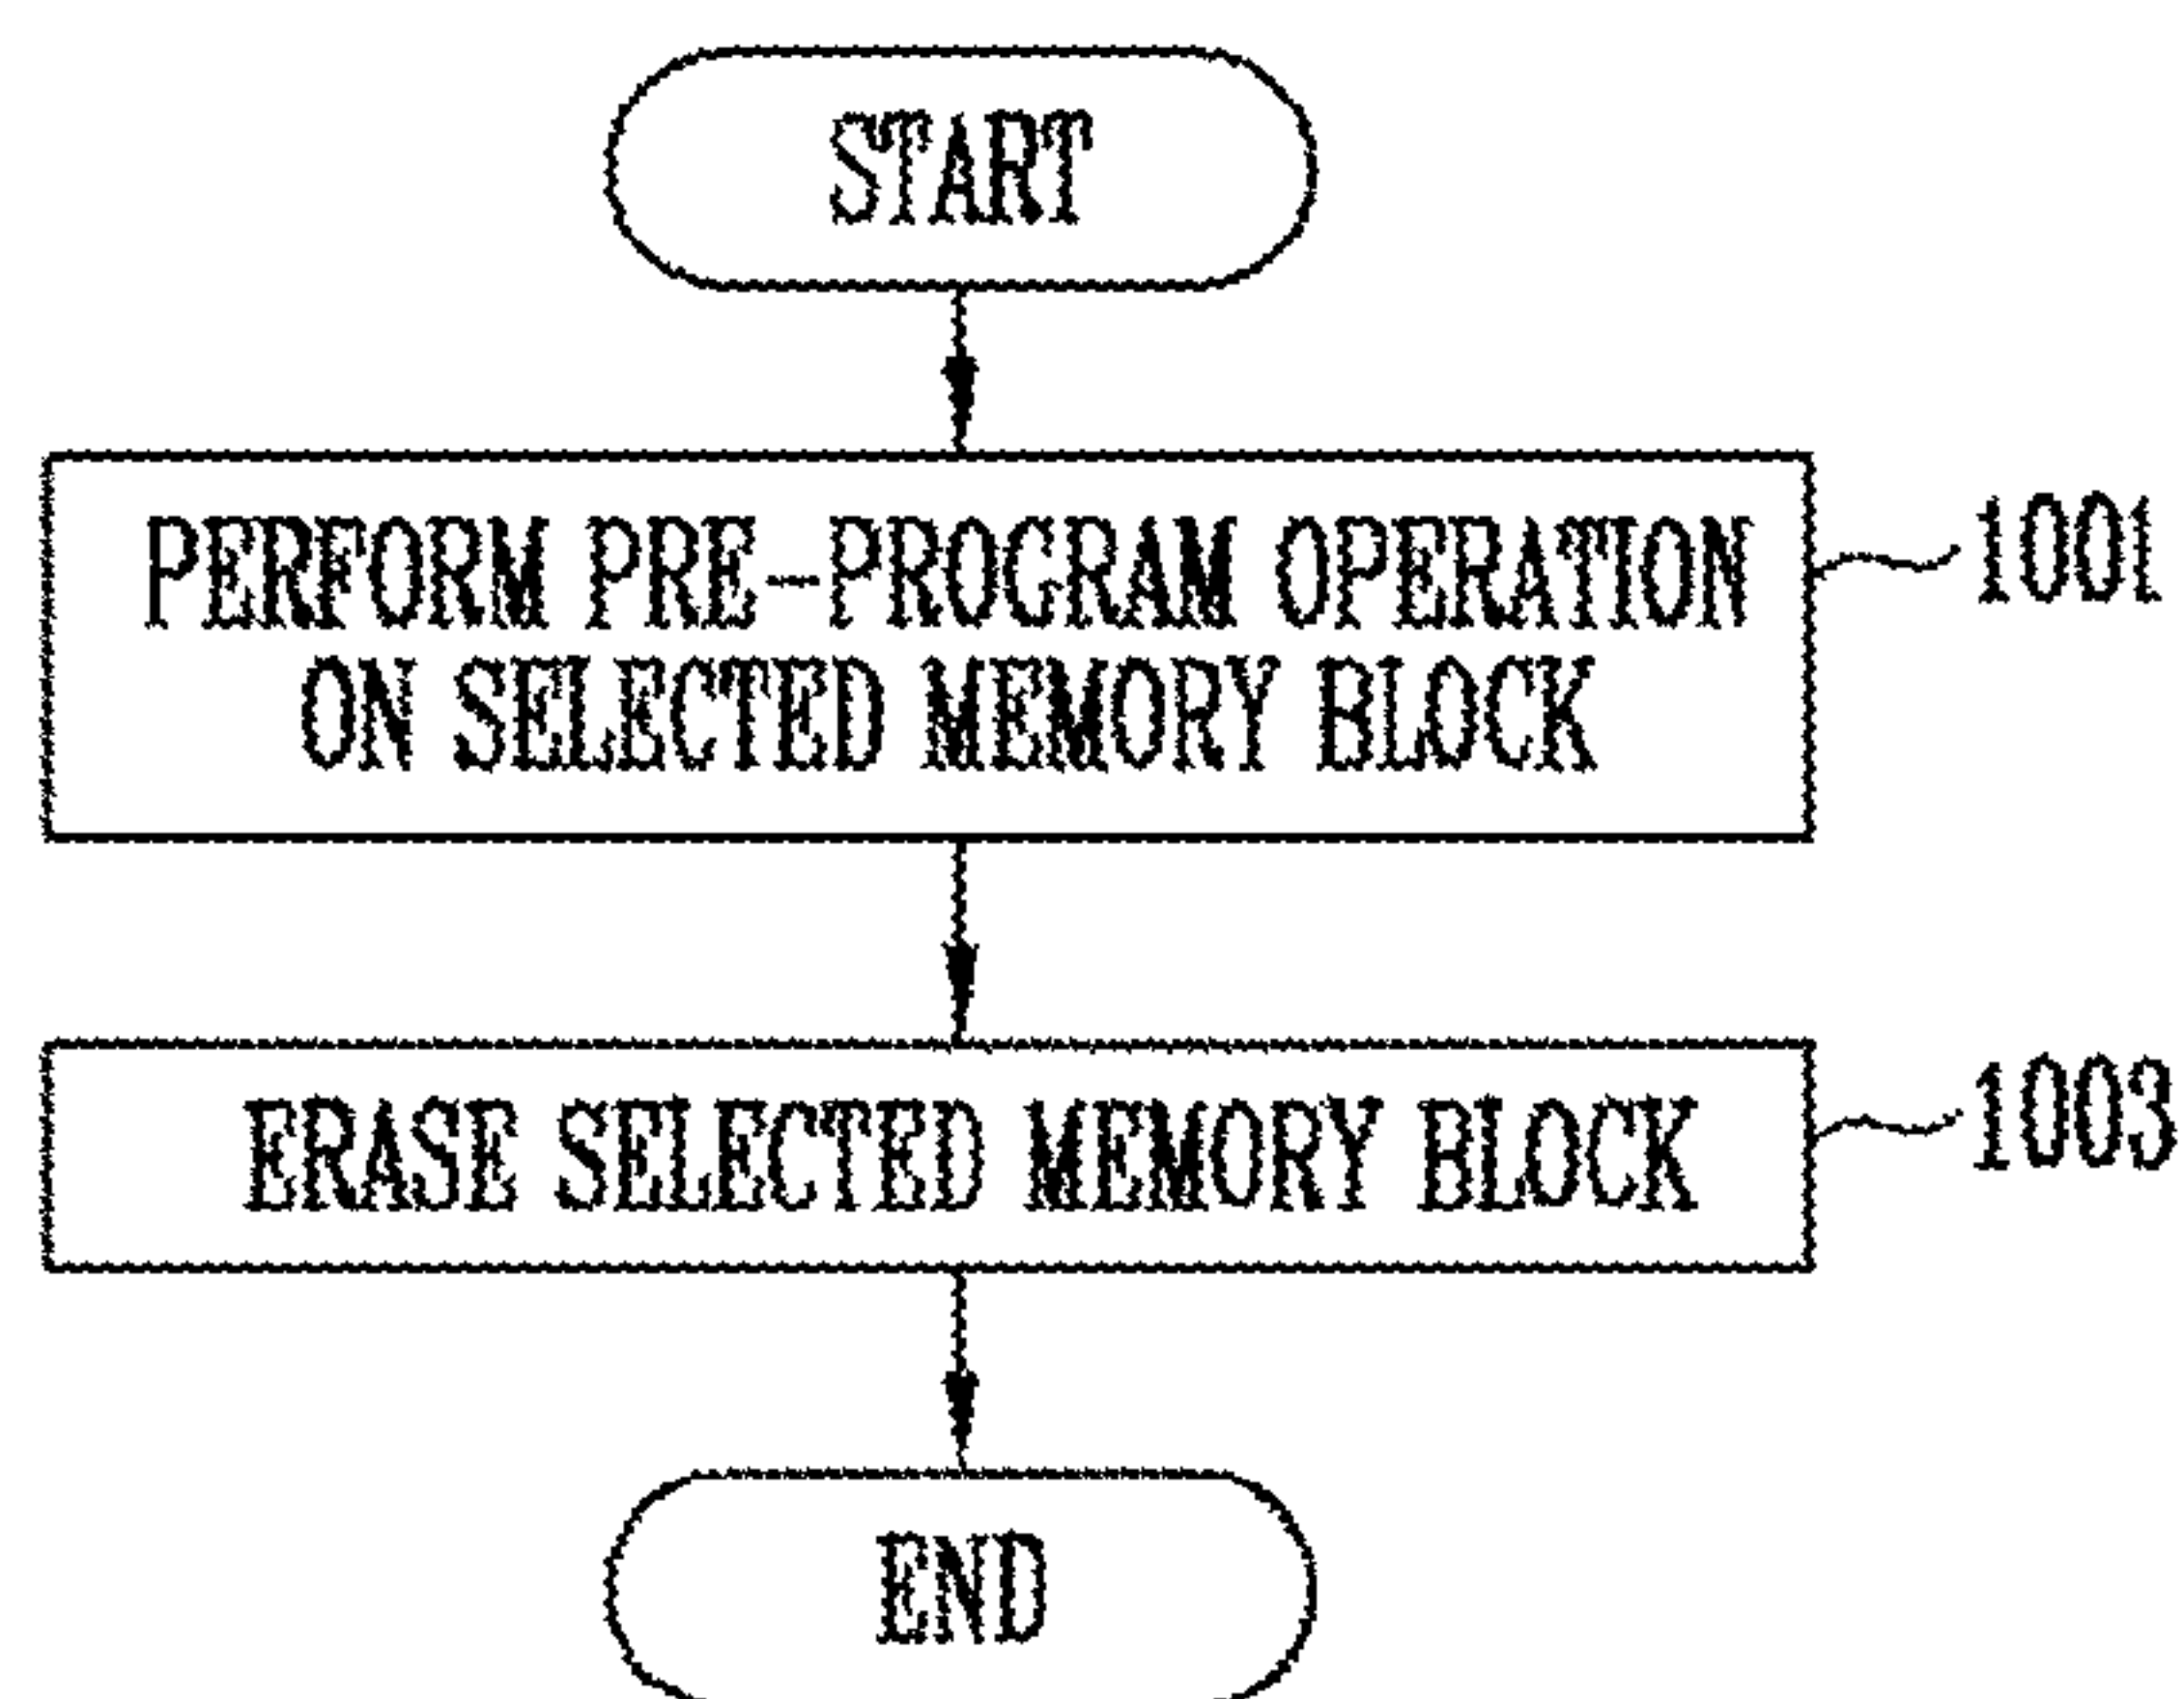 START
PERFORM PRE-PROGRAM OPERATION
ON SELECTED MEMORY BLOCK
1001
ERASE SELECTED MEMORY BLOCK
1003
END